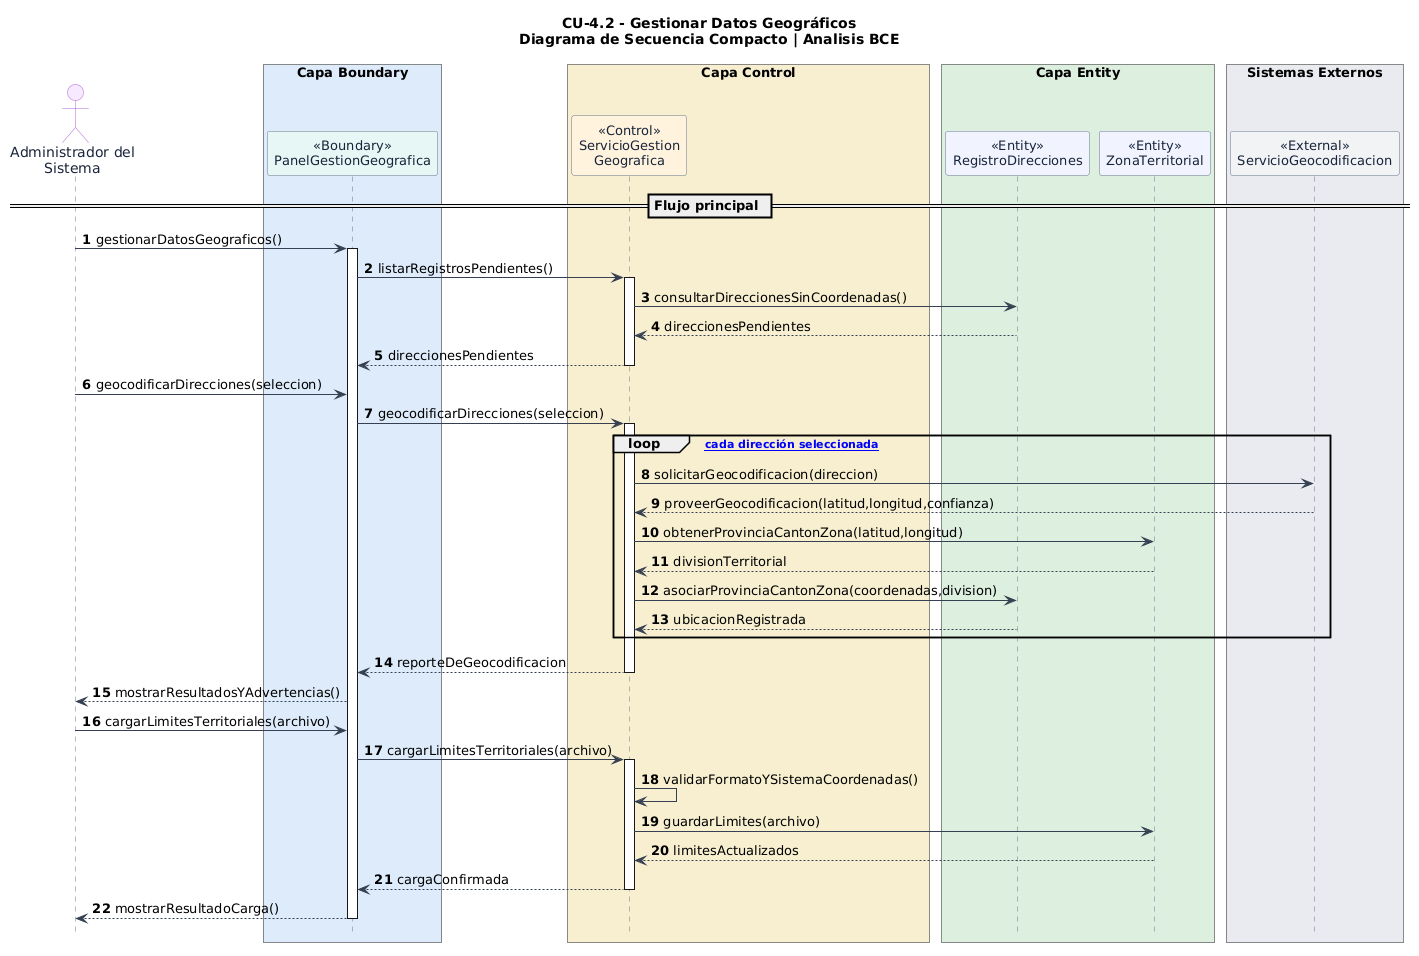 CU-4.2 - Gestionar Datos Geográficos
Diagrama de Secuencia Compacto | Analisis BCE
Capa Boundary
Capa Control
Capa Entity
Sistemas Externos
Administrador del
Sistema
«Boundary»
PanelGestionGeografica
«Control»
ServicioGestion
Geografica
«Entity»
RegistroDirecciones
«Entity»
ZonaTerritorial
«External»
ServicioGeocodificacion
Flujo principal
1 gestionarDatosGeograficos()
2 listarRegistrosPendientes()
3 consultarDireccionesSinCoordenadas()
4 direccionesPendientes
5 direccionesPendientes
6 geocodificarDirecciones(seleccion)
7 geocodificarDirecciones(seleccion)
loop cada dirección seleccionada
8 solicitarGeocodificacion(direccion)
9 proveerGeocodificacion(latitud,longitud,confianza)
10 obtenerProvinciaCantonZona(latitud,longitud)
11 divisionTerritorial
12 asociarProvinciaCantonZona(coordenadas,division)
13 ubicacionRegistrada
14 reporteDeGeocodificacion
15 mostrarResultadosYAdvertencias()
16 cargarLimitesTerritoriales(archivo)
17 cargarLimitesTerritoriales(archivo)
18 validarFormatoYSistemaCoordenadas()
19 guardarLimites(archivo)
20 limitesActualizados
21 cargaConfirmada
22 mostrarResultadoCarga()